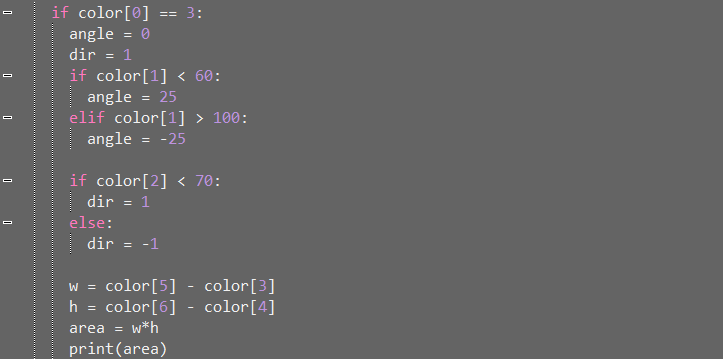 if color[0] == 3:
angle = 0
dir = 1
if color[1] < 60:
angle = 25
elif color[1] > 100:
angle = -25
if color[2] < 70:
dir = 1
else:
dir = -1
w = color[5] - color[3]
h = color[6] - color[4]
area = w*h
print(area)